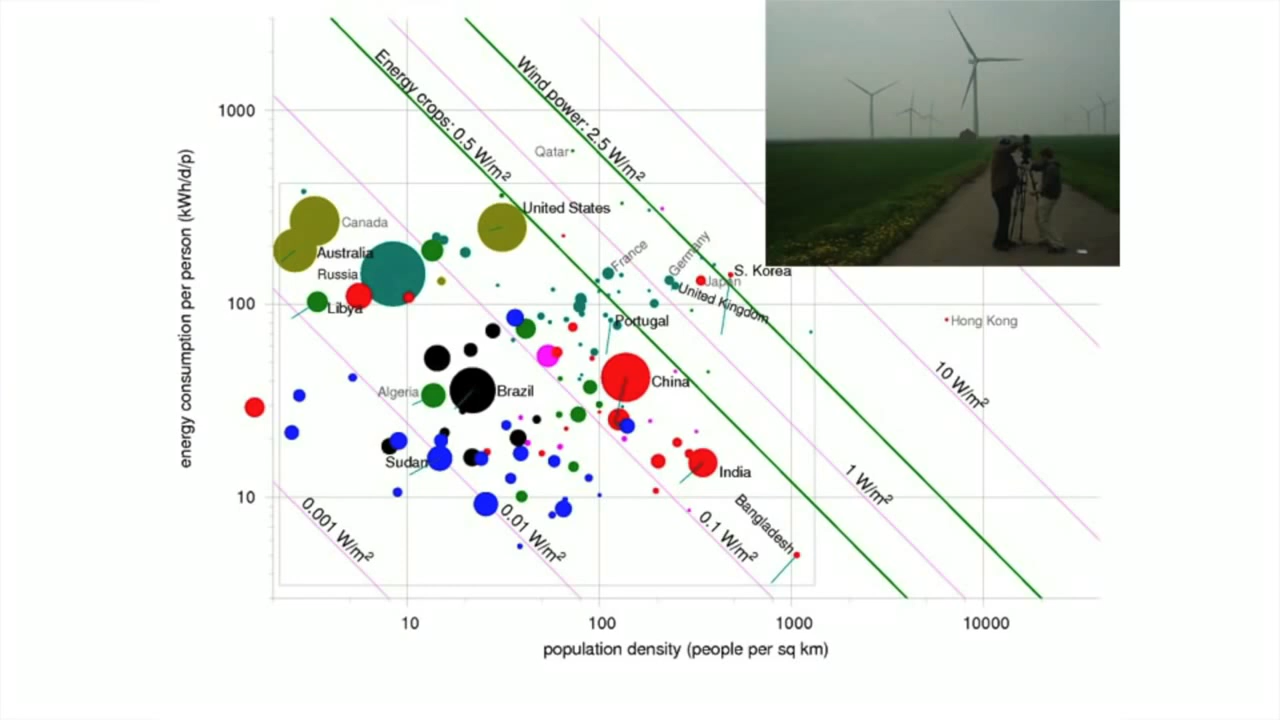 Energy crops: 0.5 W/m²
Wind power: 2.5 W/m²
1000
Qatar
Canada
United States
Australia
Russia
Libya
France
Germany
S. Korea
Japan
United Kingdom
100
Portugal
Hong Kong
Algeria
Brazil
China
10 W/m²
Sudan
India
1 W/m²
10
Bangladesh
0.001 W/m²
0.01 W/m²
0.1 W/m²
energy consumption per person (kWh/d/p)
10
100
1000
10000
population density (people per sq km)